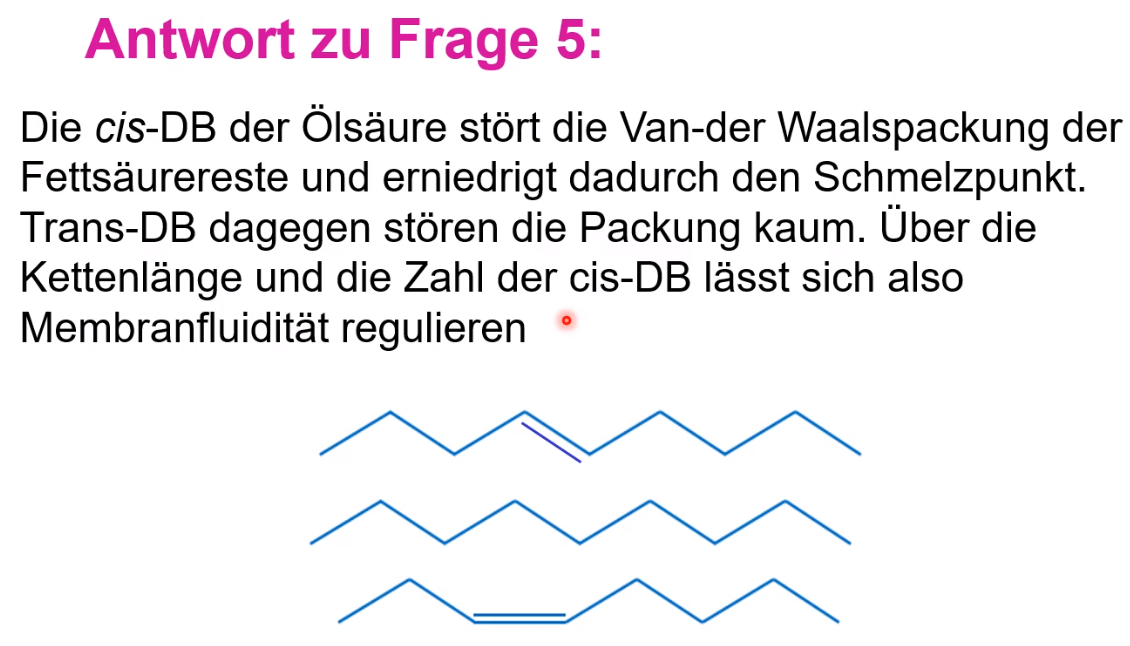 Antwort zu Frage 5:
Die cis-DB der Ölsäure stört die Van-der Waalspackung der
Fettsäurereste und erniedrigt dadurch den Schmelzpunkt.
Trans-DB dagegen stören die Packung kaum. Über die
Kettenlänge und die Zahl der cis-DB lässt sich also
Membranfluidität regulieren